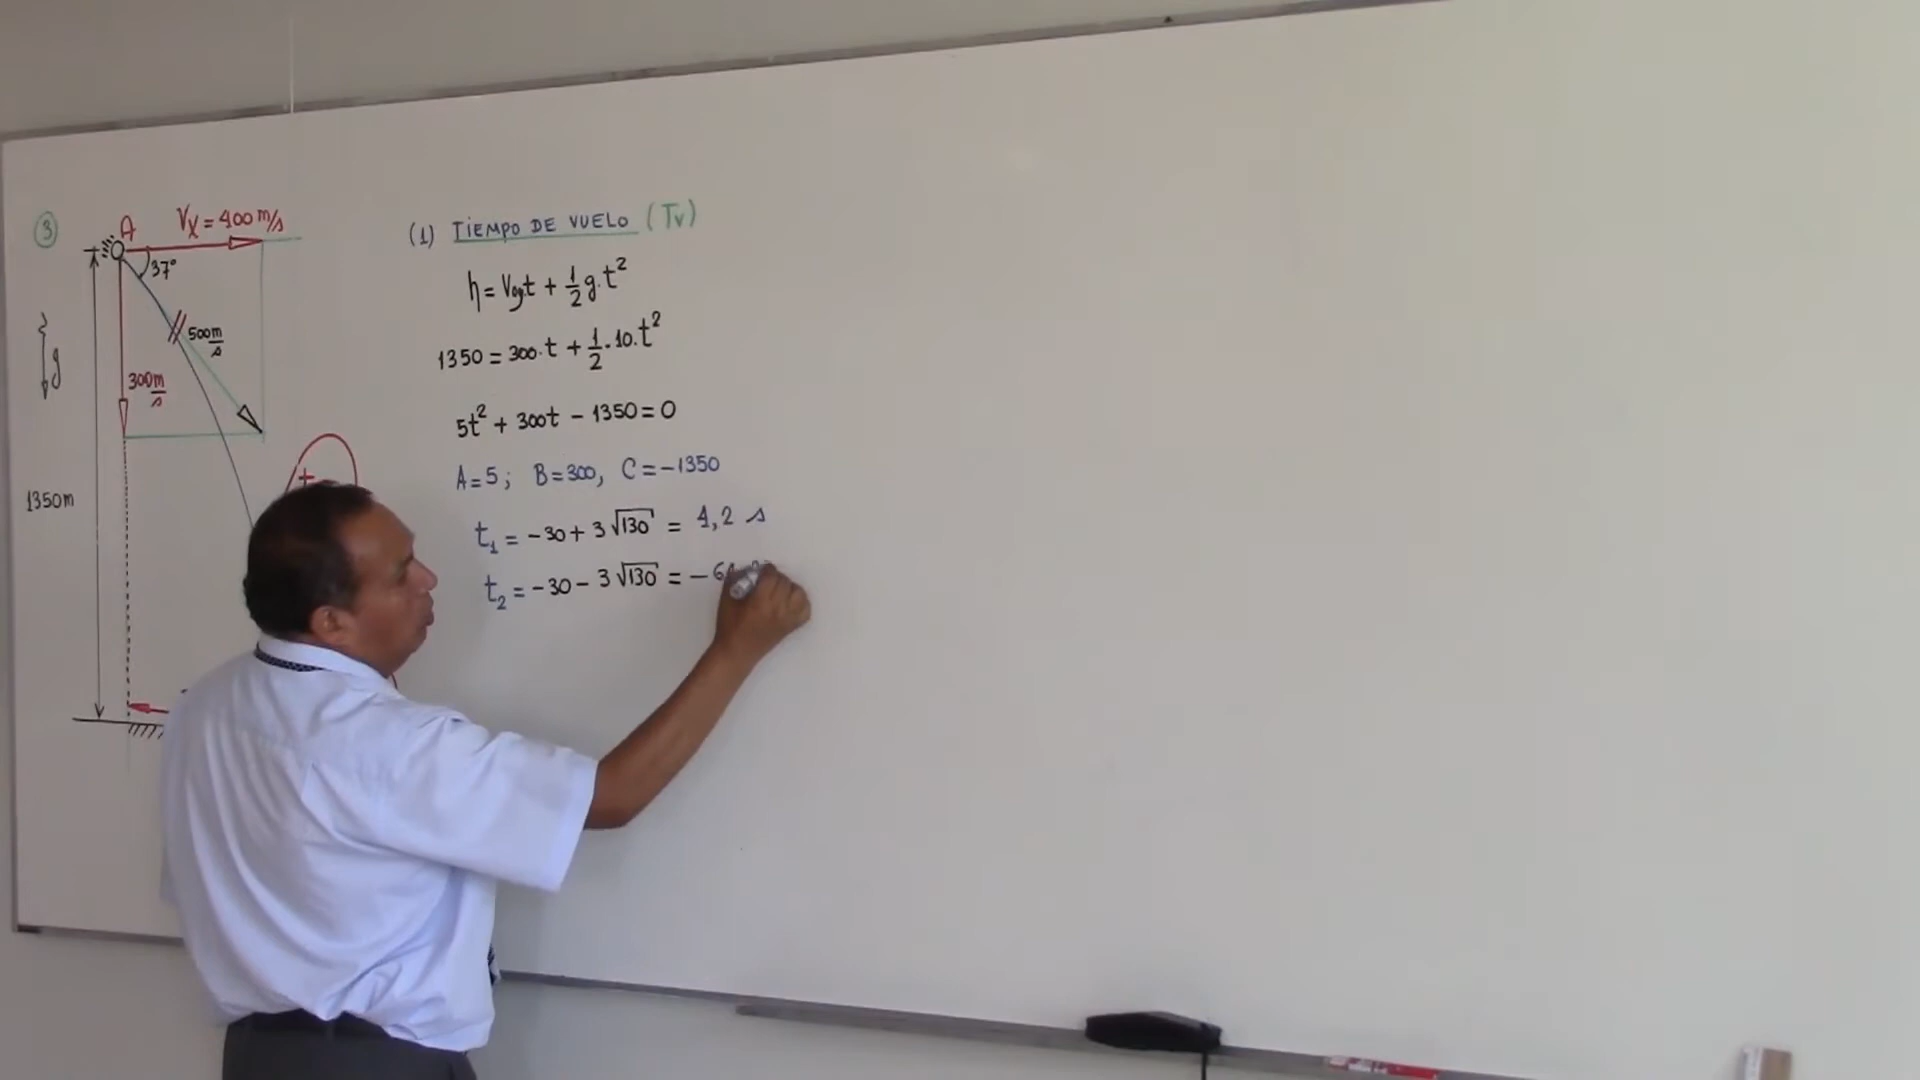 3
A
Vx = 400 m/s
37°
500 m/s
g
300 m/s
1350m
+
(1) TIEMPO DE VUELO (Tv)
h = Voy.t + 1/2 g.t²
1350 = 300.t + 1/2 . 10.t²
5t² + 300t - 1350 = 0
A = 5; B = 300, C = -1350
t₁ = -30 + 3√130 = 4,2 s
t₂ = -30 - 3√130 = -64